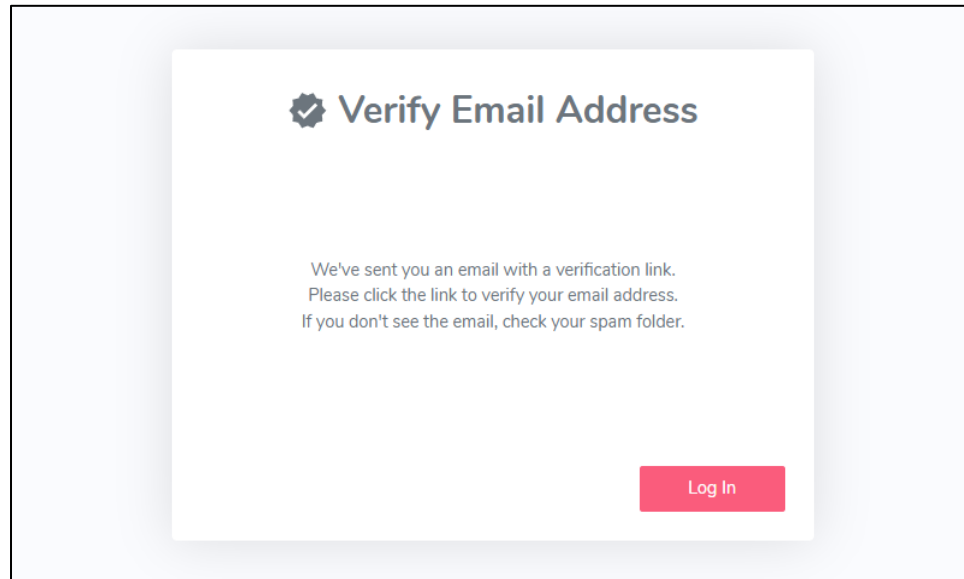 Verify Email Address
We've sent you an email with a verification link.
Please click the link to verify your email address.
If you don't see the email, check your spam folder.
Log In